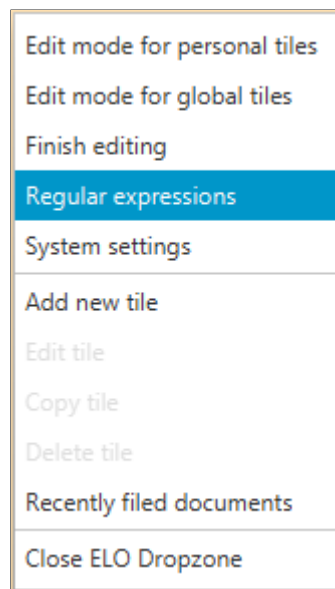 Edit mode for personal tiles
Edit mode for global tiles
Finish editing
Regular expressions
System settings
Add new tile
Edit tile
Copy tile
Delete tile
Recently filed documents
Close ELO Dropzone